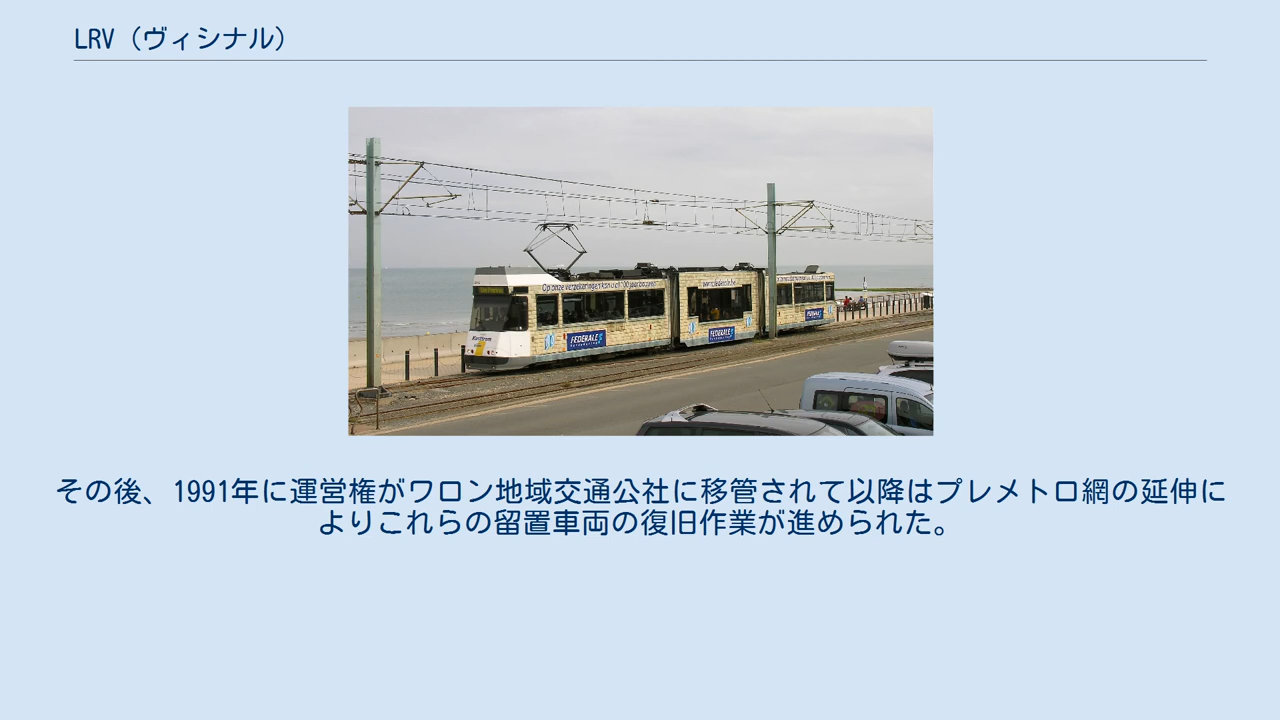 LRV（ヴィシナル）
FEDERALE
FEDERALE
FEDERALE
その後、1991年に運営権がワロン地域交通公社に移管されて以降はプレメトロ網の延伸に
よりこれらの留置車両の復旧作業が進められた。